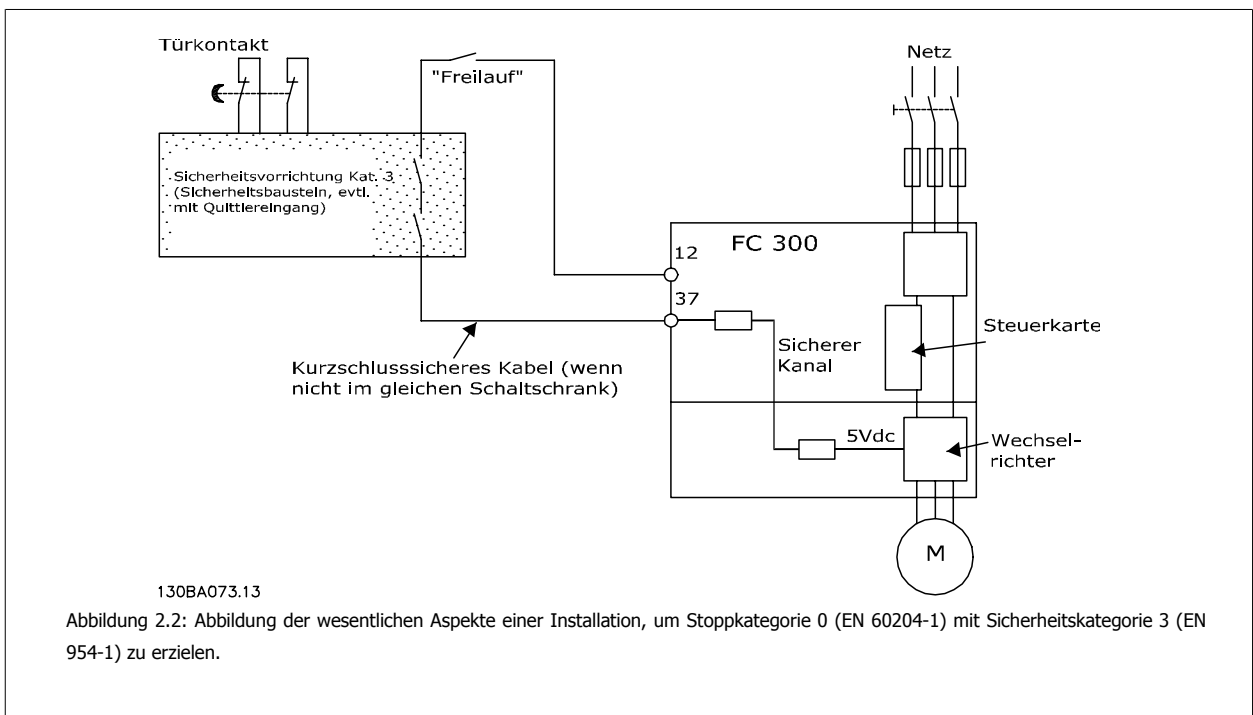 Türkontakt
"Freilauf"
Netz
Sicherheitsvorrichtung Kat. 3
(Sicherheitsbaustein, evtl.
mit Quittiereingang)
FC 300
12
37
Steuerkarte
Sicherer
Kanal
Kurzschlusssicheres Kabel (wenn
nicht im gleichen Schaltschrank)
5Vdc
Wechsel-
richter
M
130BA073.13
Abbildung 2.2: Abbildung der wesentlichen Aspekte einer Installation, um Stoppkategorie 0 (EN 60204-1) mit Sicherheitskategorie 3 (EN
954-1) zu erzielen.